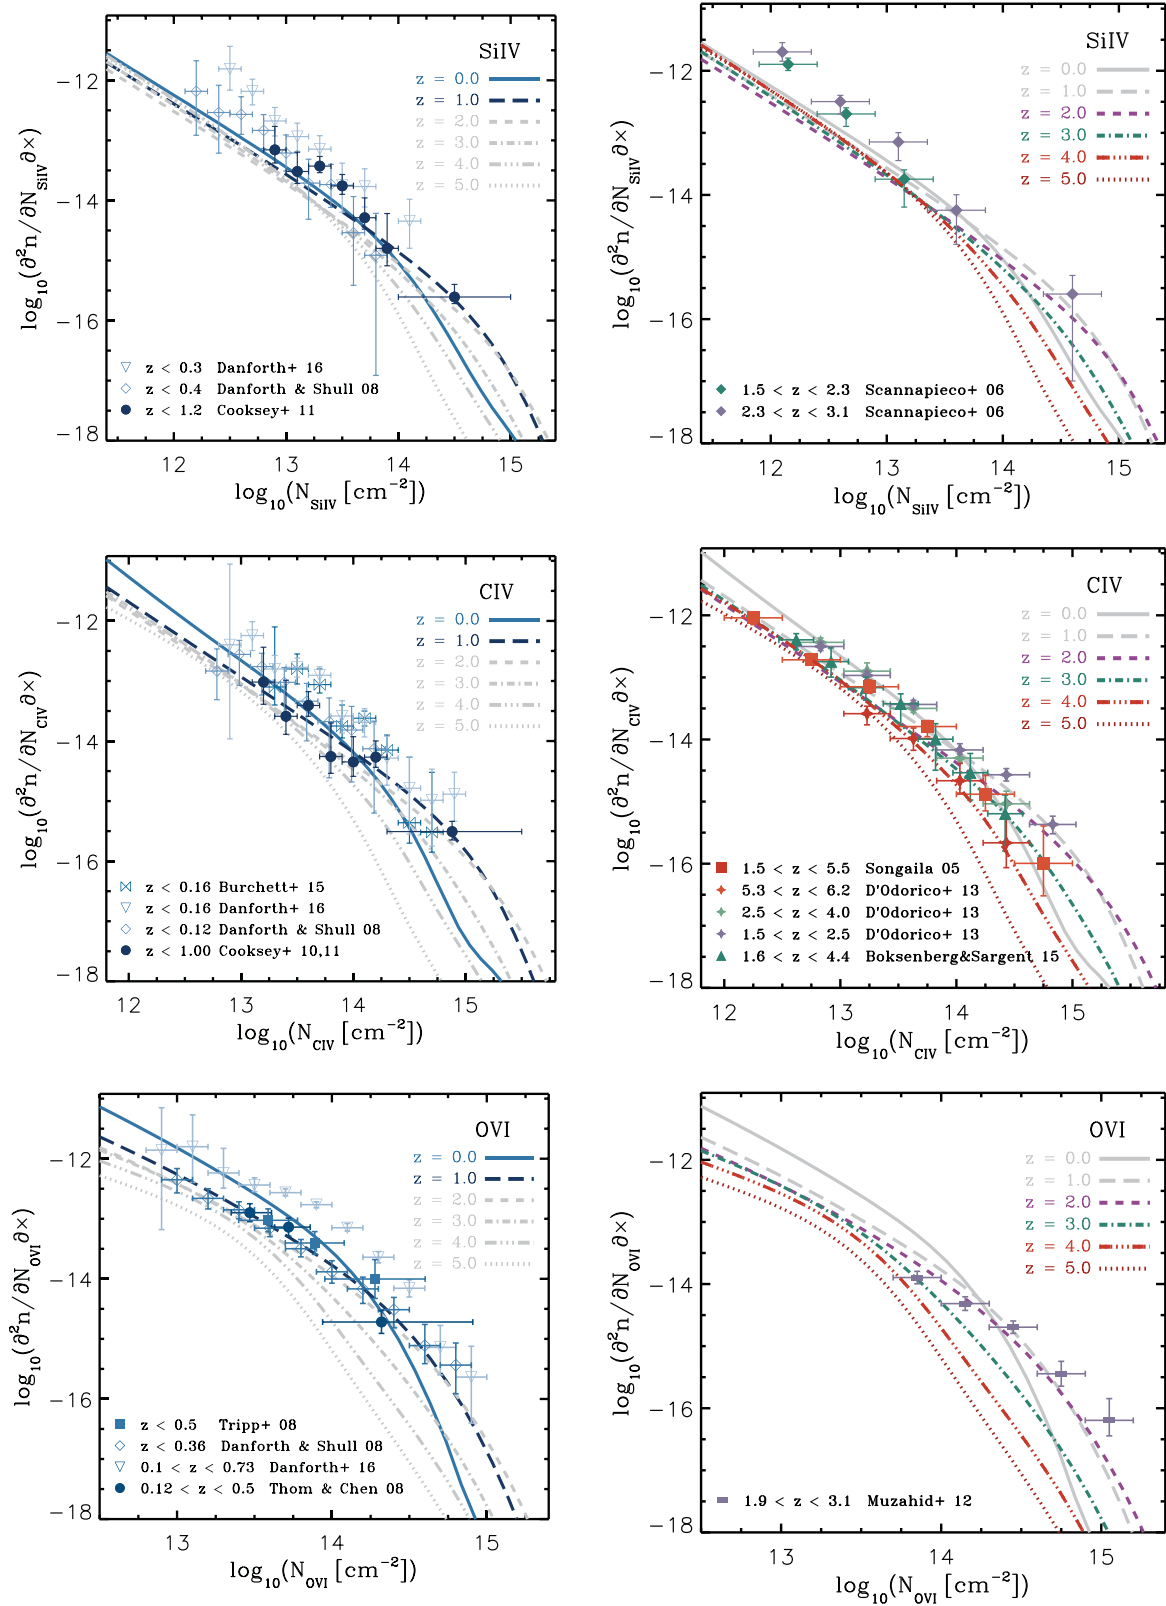 SiIV
z = 0.0
z = 1.0
z = 2.0
z = 3.0
z = 4.0
z = 5.0
−12
−14
−16
−18
log₁₀(∂²n/∂N_SiIV ∂×)
z < 0.3 Danforth+ 16
z < 0.4 Danforth & Shull 08
z < 1.2 Cooksey+ 11
12 13 14 15
log₁₀(N_SiIV [cm⁻²])
SiIV
z = 0.0
z = 1.0
z = 2.0
z = 3.0
z = 4.0
z = 5.0
−12
−14
−16
−18
log₁₀(∂²n/∂N_SiIV ∂×)
1.5 < z < 2.3 Scannapieco+ 06
2.3 < z < 3.1 Scannapieco+ 06
12 13 14 15
log₁₀(N_SiIV [cm⁻²])
CIV
z = 0.0
z = 1.0
z = 2.0
z = 3.0
z = 4.0
z = 5.0
−12
−14
−16
−18
log₁₀(∂²n/∂N_CIV ∂×)
z < 0.16 Burchett+ 15
z < 0.16 Danforth+ 16
z < 0.12 Danforth & Shull 08
z < 1.00 Cooksey+ 10,11
12 13 14 15
log₁₀(N_CIV [cm⁻²])
CIV
z = 0.0
z = 1.0
z = 2.0
z = 3.0
z = 4.0
z = 5.0
−12
−14
−16
−18
log₁₀(∂²n/∂N_CIV ∂×)
1.5 < z < 5.5 Songaila 05
5.3 < z < 6.2 D'Odorico+ 13
2.5 < z < 4.0 D'Odorico+ 13
1.5 < z < 2.5 D'Odorico+ 13
1.6 < z < 4.4 Boksenberg&Sargent 15
12 13 14 15
log₁₀(N_CIV [cm⁻²])
OVI
z = 0.0
z = 1.0
z = 2.0
z = 3.0
z = 4.0
z = 5.0
−12
−14
−16
−18
log₁₀(∂²n/∂N_OVI ∂×)
z < 0.5 Tripp+ 08
z < 0.36 Danforth & Shull 08
0.1 < z < 0.73 Danforth+ 16
0.12 < z < 0.5 Thom & Chen 08
13 14 15
log₁₀(N_OVI [cm⁻²])
OVI
z = 0.0
z = 1.0
z = 2.0
z = 3.0
z = 4.0
z = 5.0
−12
−14
−16
−18
log₁₀(∂²n/∂N_OVI ∂×)
1.9 < z < 3.1 Muzahid+ 12
13 14 15
log₁₀(N_OVI [cm⁻²])